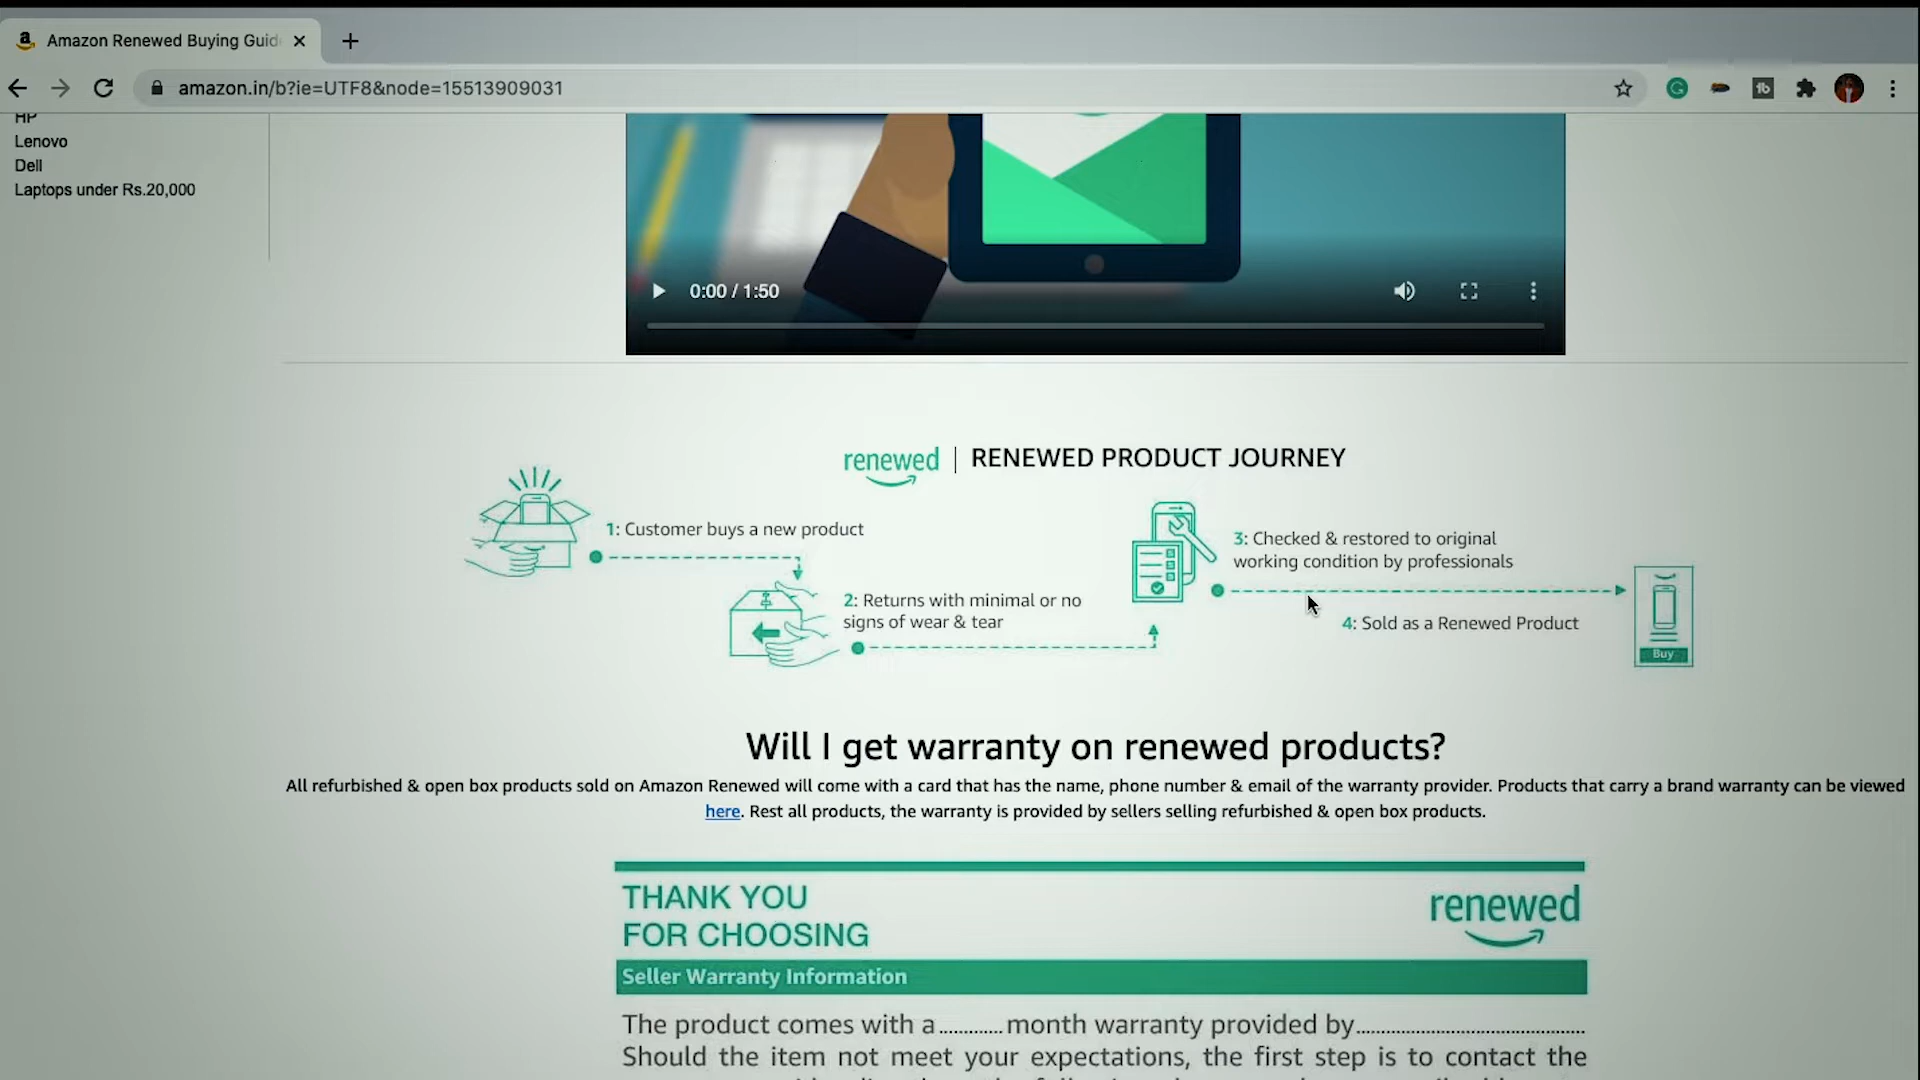 Amazon Renewed Buying Guid
amazon.in/b?ie=UTF8&node=15513909031
HP
Lenovo
Dell
Laptops under Rs.20,000
0:00 / 1:50
renewed | RENEWED PRODUCT JOURNEY
1: Customer buys a new product
2: Returns with minimal or no
signs of wear & tear
3: Checked & restored to original
working condition by professionals
4: Sold as a Renewed Product
Buy
Will I get warranty on renewed products?
All refurbished & open box products sold on Amazon Renewed will come with a card that has the name, phone number & email of the warranty provider. Products that carry a brand warranty can be viewed
here. Rest all products, the warranty is provided by sellers selling refurbished & open box products.
THANK YOU
FOR CHOOSING
renewed
Seller Warranty Information
The product comes with a ............ month warranty provided by............................................
Should the item not meet your expectations, the first step is to contact the